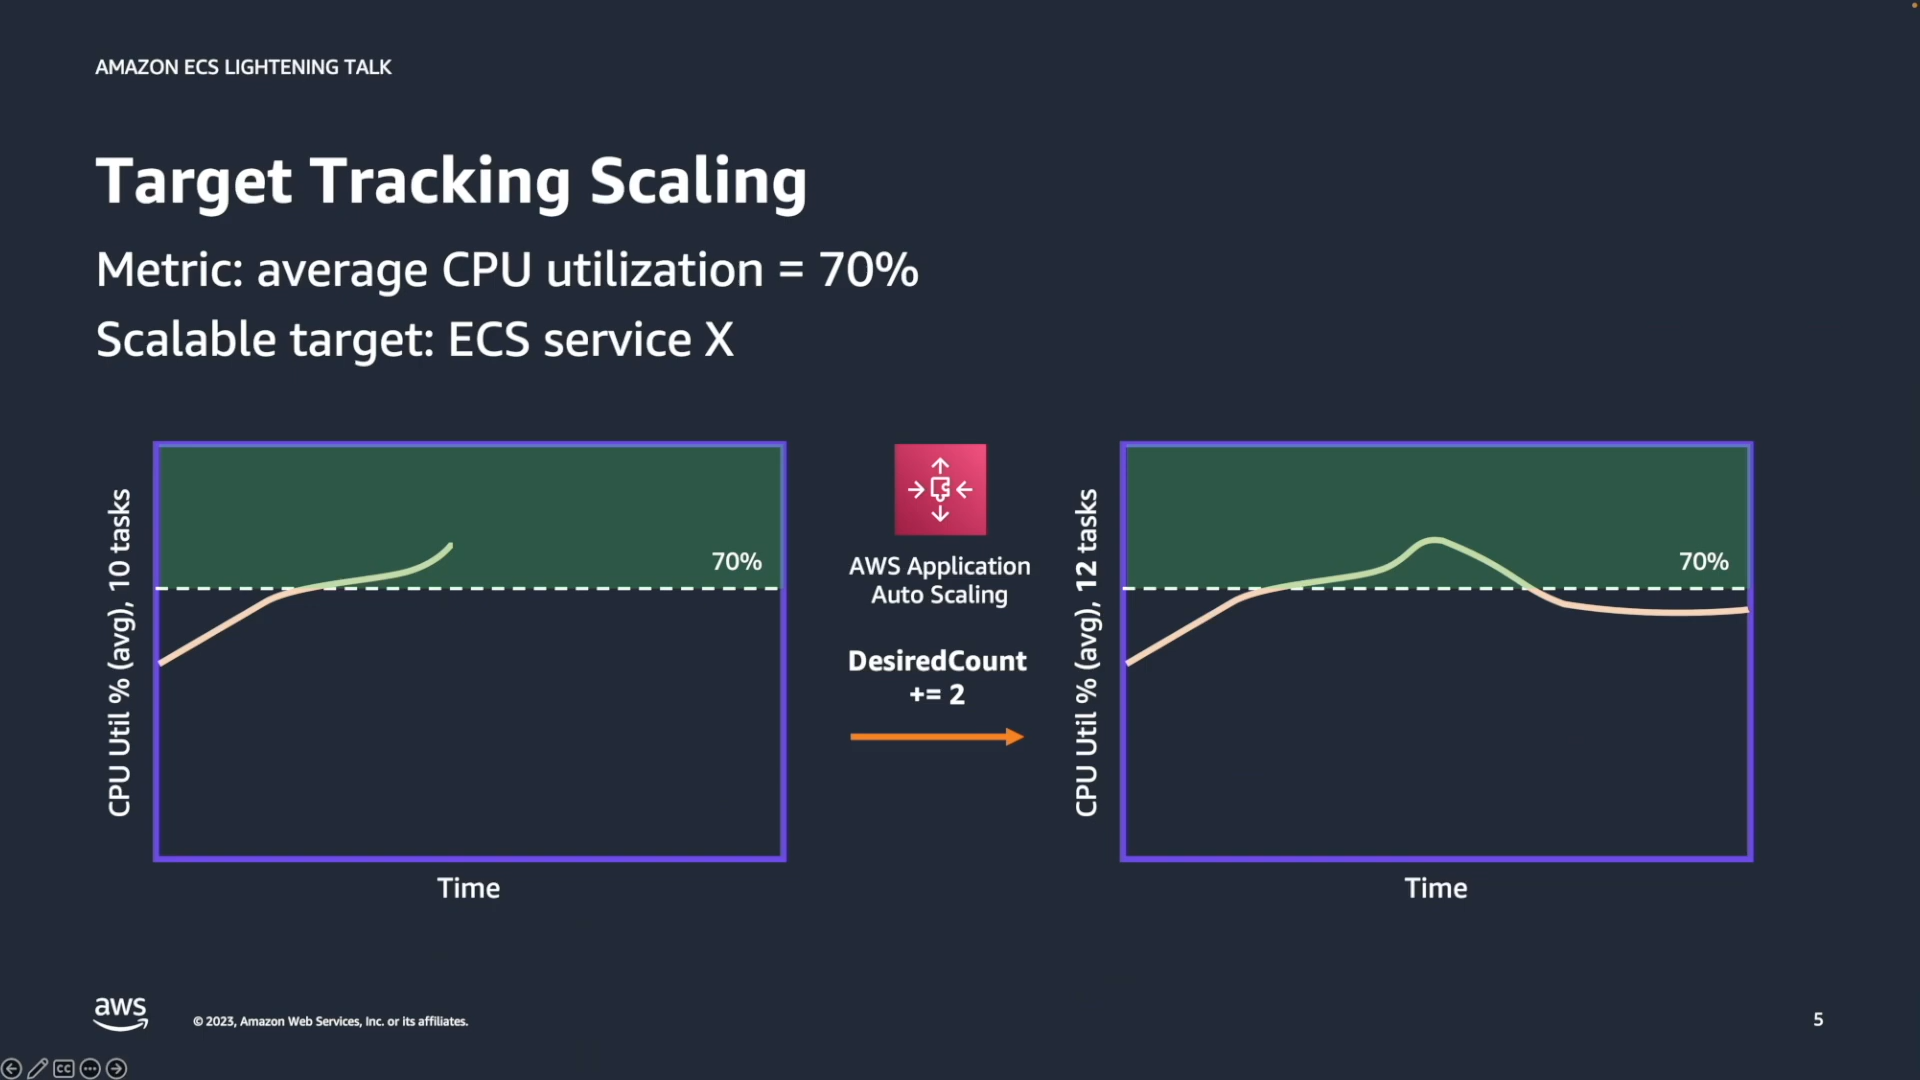 AMAZON ECS LIGHTENING TALK
Target Tracking Scaling
Metric: average CPU utilization = 70%
Scalable target: ECS service X
CPU Util % (avg), 10 tasks
70%
Time
AWS Application
Auto Scaling
DesiredCount
+= 2
CPU Util % (avg), 12 tasks
70%
Time
aws
© 2023, Amazon Web Services, Inc. or its affiliates.
5
CC